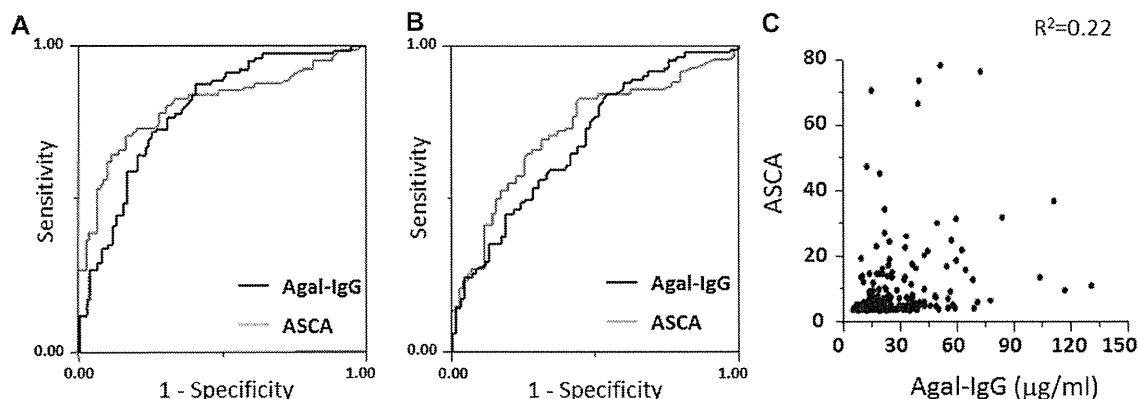 A
1.00
Sensitivity
0.00
0.00
1.00
1 - Specificity
Agal-IgG
ASCA
B
1.00
Sensitivity
0.00
0.00
1.00
1 - Specificity
Agal-IgG
ASCA
C
R²=0.22
ASCA
80
60
40
20
0
0 30 60 90 120 150
Agal-IgG (µg/ml)